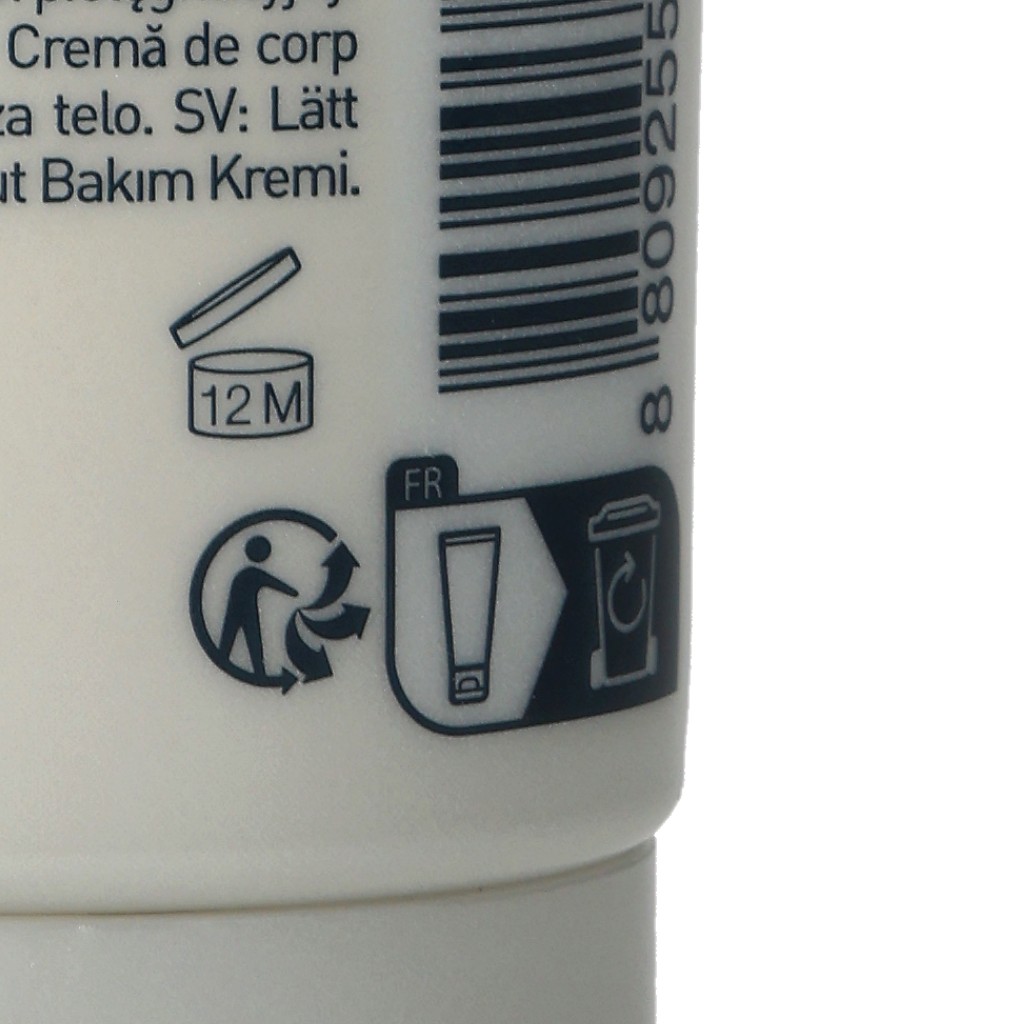 Cremă de corp
za telo. SV: Lätt
ut Bakım Kremi.
12 M
FR
8 809255